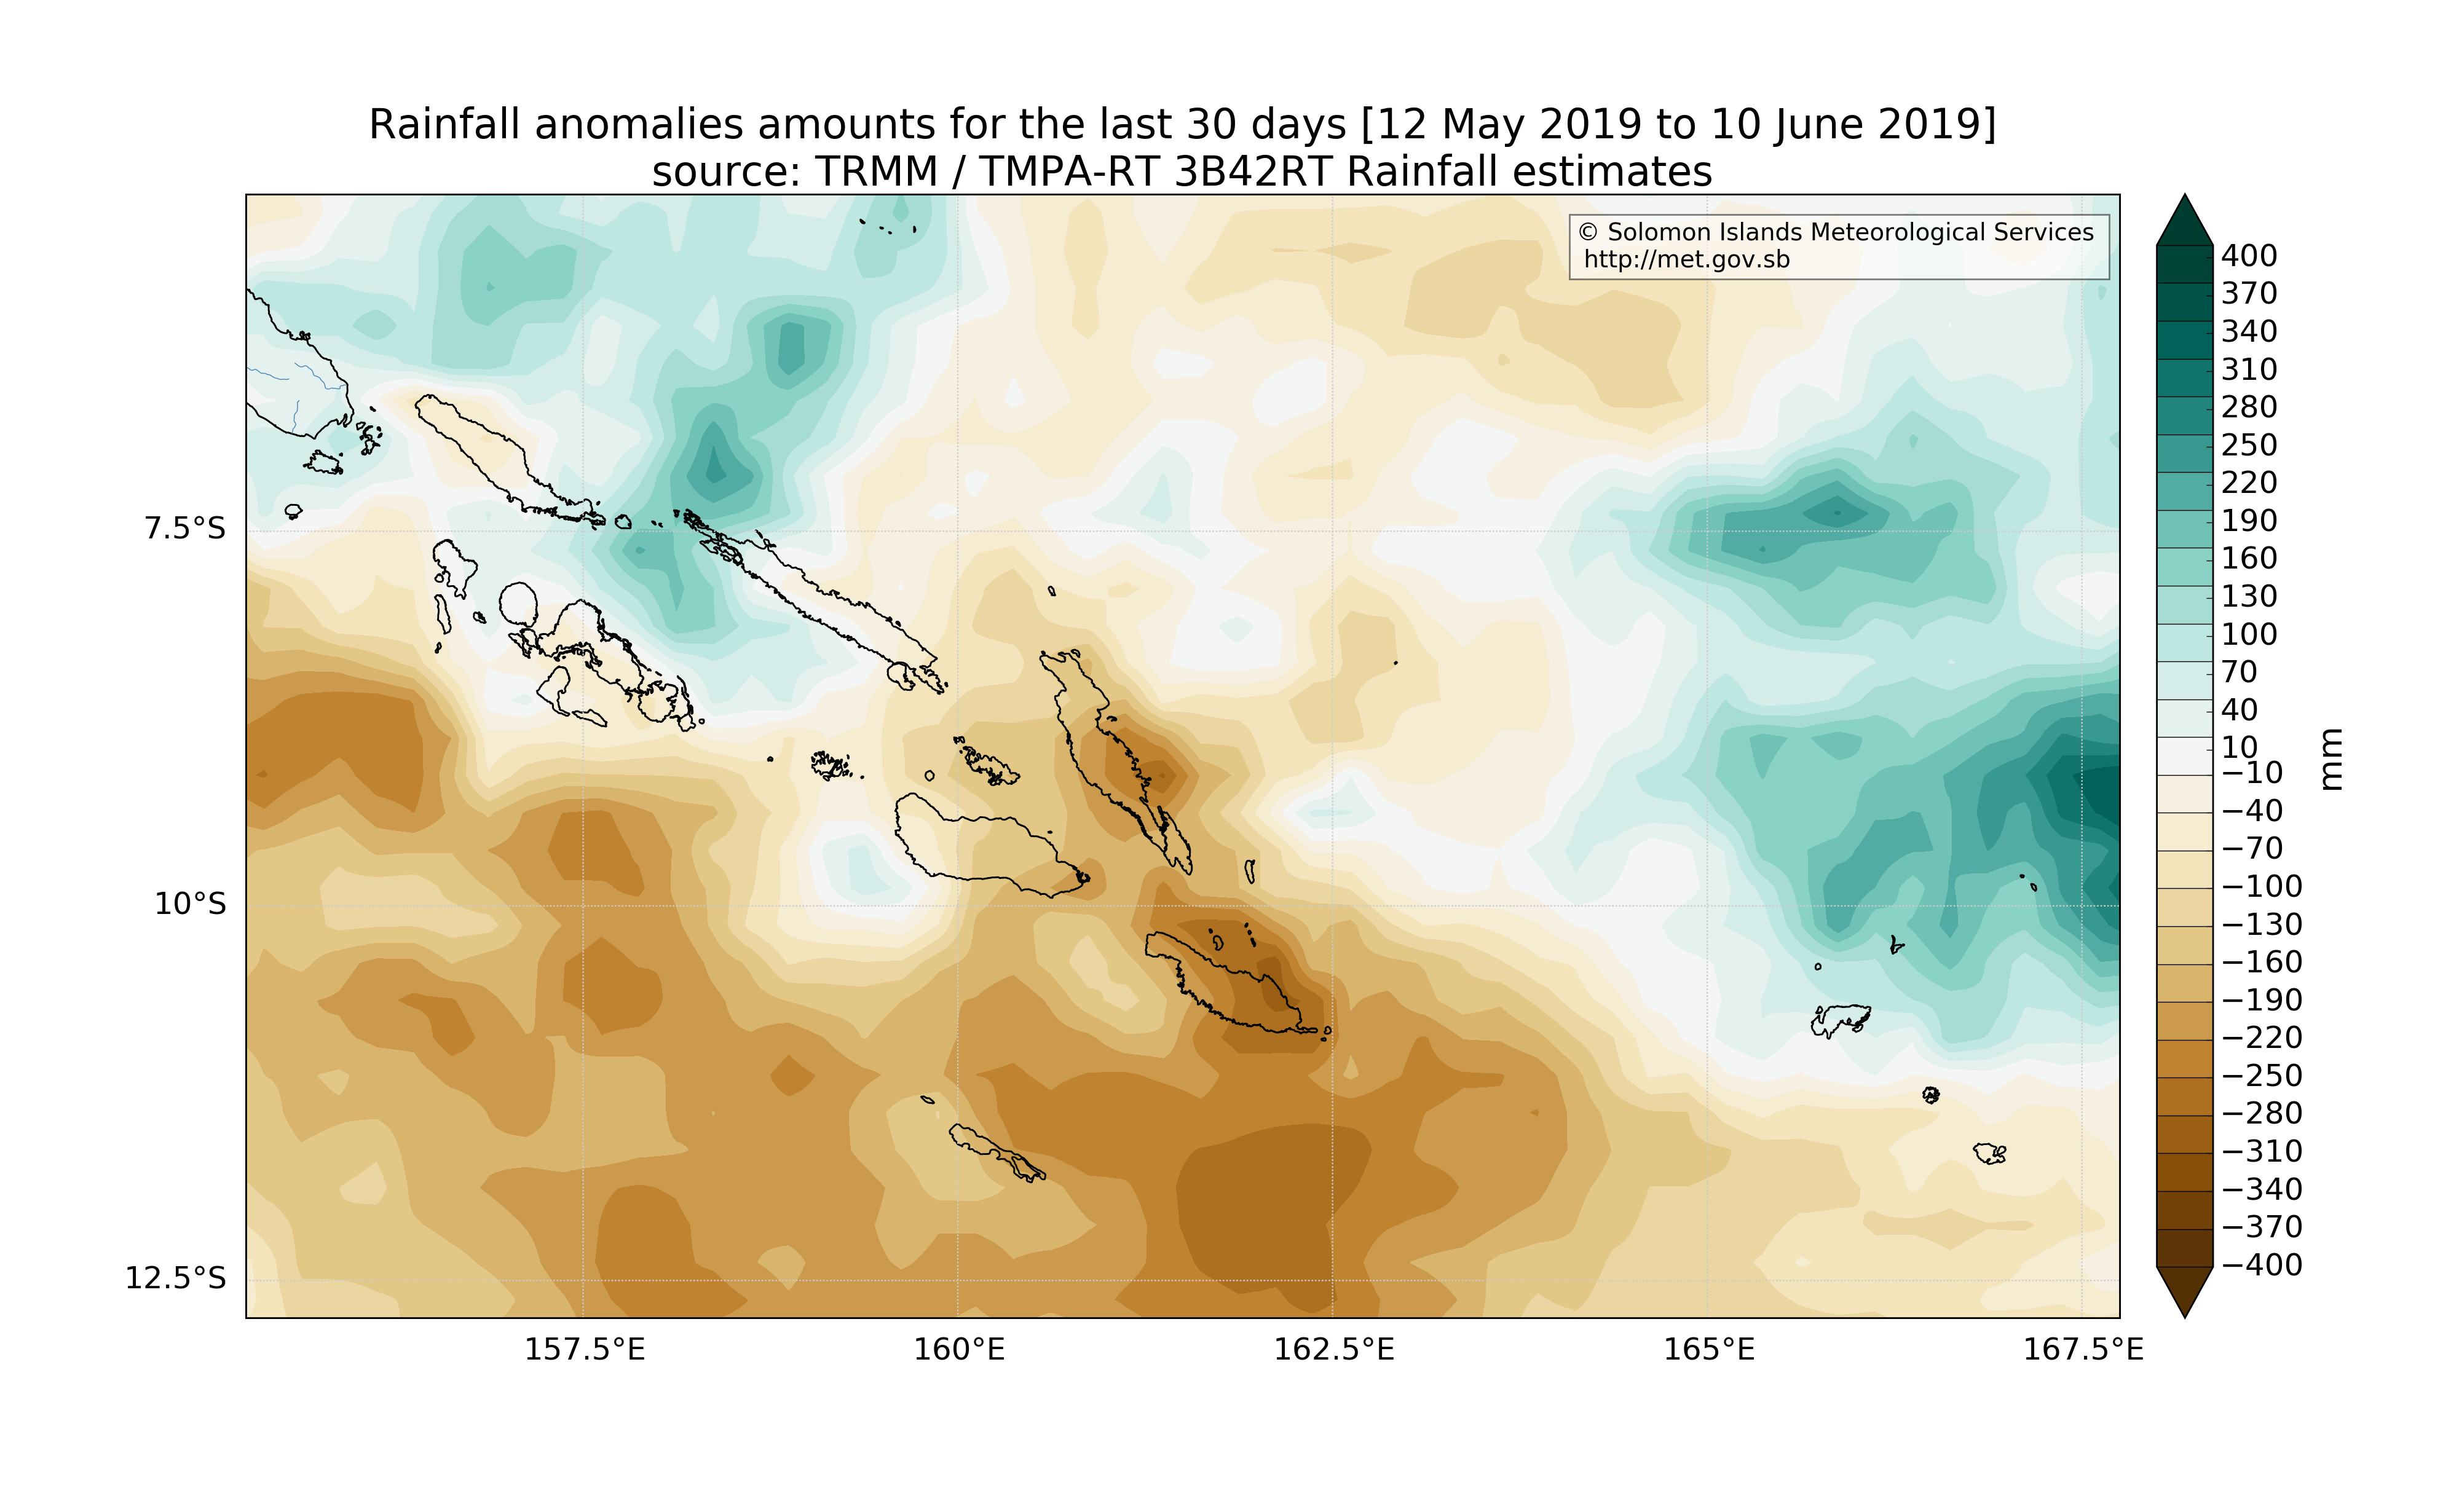 Rainfall anomalies amounts for the last 30 days [12 May 2019 to 10 June 2019]
source: TRMM / TMPA-RT 3B42RT Rainfall estimates
© Solomon Islands Meteorological Services
http://met.gov.sb
7.5°S
10°S
12.5°S
157.5°E
160°E
162.5°E
165°E
167.5°E
400
370
340
310
280
250
220
190
160
130
100
70
40
10
−10
−40
−70
−100
−130
−160
−190
−220
−250
−280
−310
−340
−370
−400
mm